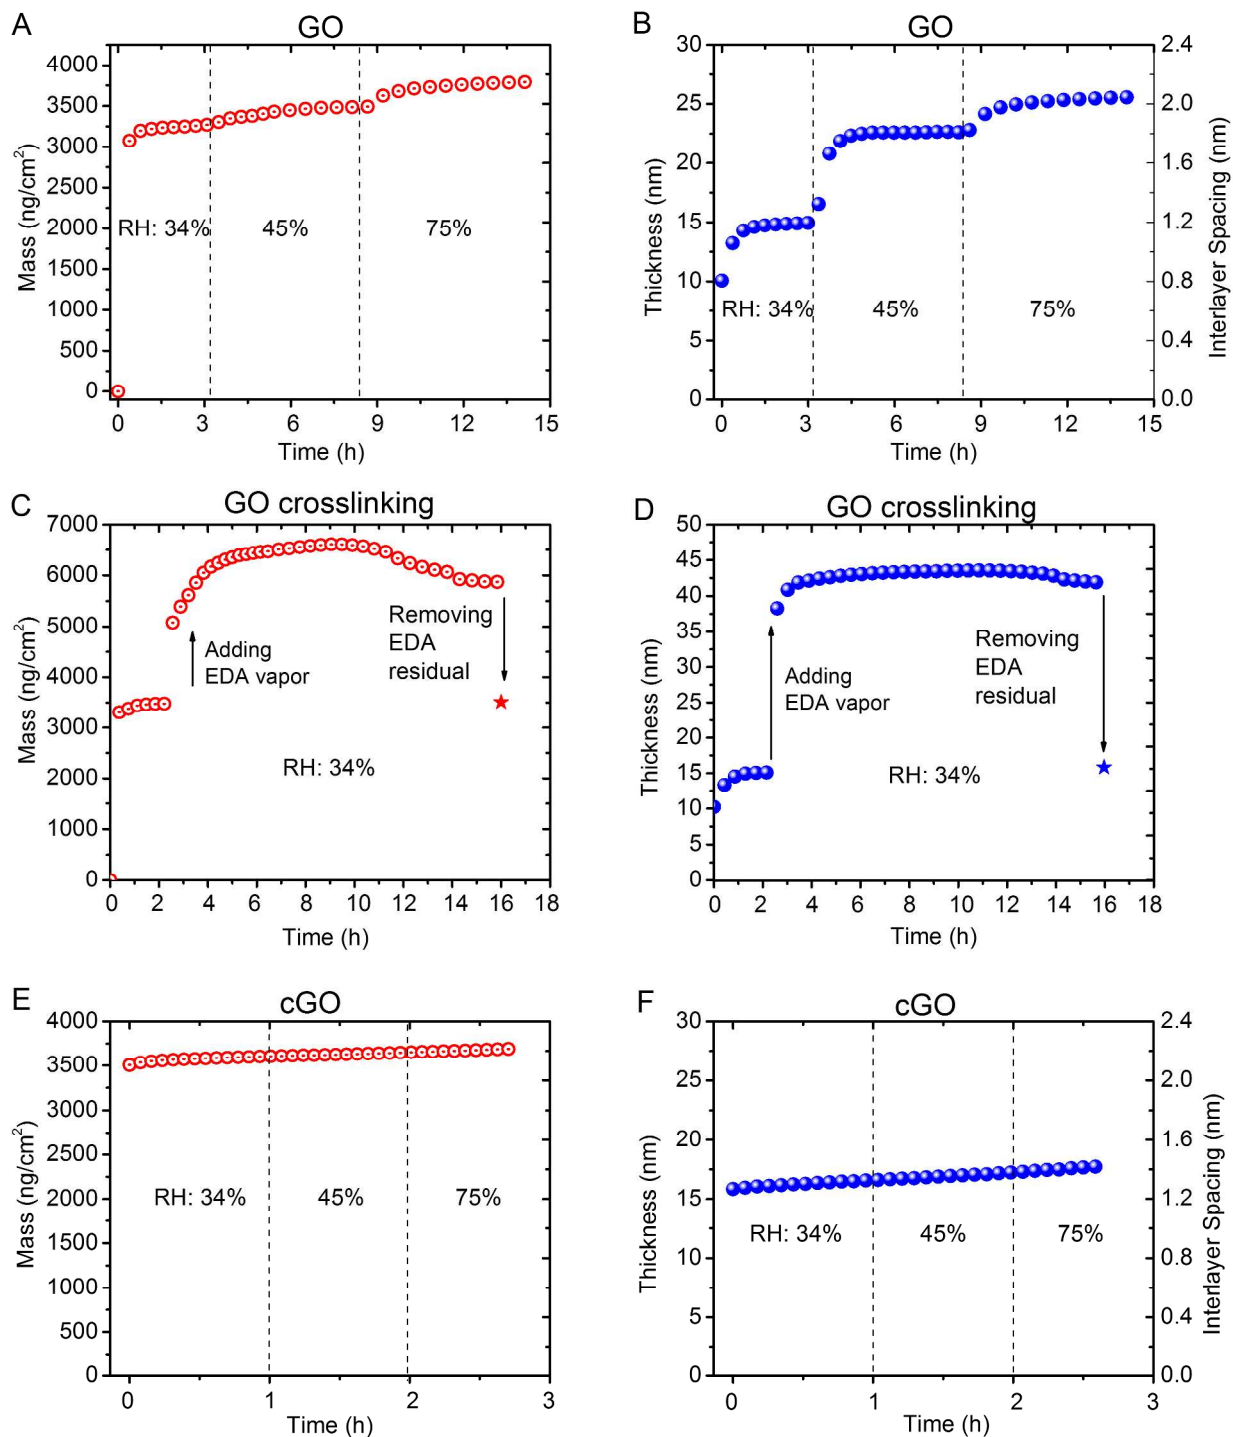 A
GO
4000
3500
3000
2500
2000
1500
1000
500
0
Mass (ng/cm²)
RH: 34%
45%
75%
0 3 6 9 12 15
Time (h)
B
GO
30
25
20
15
10
5
0
Thickness (nm)
RH: 34%
45%
75%
2.4
2.0
1.6
1.2
0.8
0.4
0.0
Interlayer Spacing (nm)
0 3 6 9 12 15
Time (h)
C
GO crosslinking
7000
6000
5000
4000
3000
2000
1000
0
Mass (ng/cm²)
Adding
EDA vapor
Removing
EDA
residual
RH: 34%
0 2 4 6 8 10 12 14 16 18
Time (h)
D
GO crosslinking
50
45
40
35
30
25
20
15
10
5
0
Thickness (nm)
Adding
EDA vapor
Removing
EDA
residual
RH: 34%
0 2 4 6 8 10 12 14 16 18
Time (h)
E
cGO
4000
3500
3000
2500
2000
1500
1000
500
0
Mass (ng/cm²)
RH: 34%
45%
75%
0 1 2 3
Time (h)
F
cGO
30
25
20
15
10
5
0
Thickness (nm)
RH: 34%
45%
75%
2.4
2.0
1.6
1.2
0.8
0.4
0.0
Interlayer Spacing (nm)
0 1 2 3
Time (h)